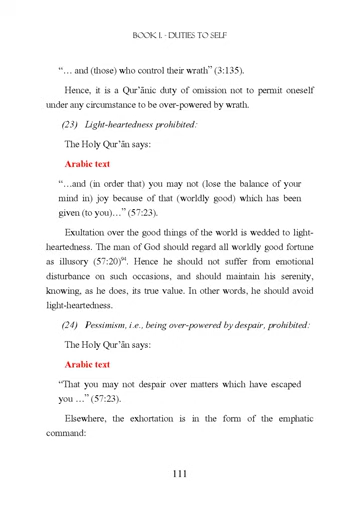 BOOK I. - DUTIES TO SELF
“… and (those) who control their wrath” (3:135).
Hence, it is a Qur’ānic duty of omission not to permit oneself
under any circumstance to be over-powered by wrath.
(23) Light-heartedness prohibited:
The Holy Qur’ān says:
Arabic text
“…and (in order that) you may not (lose the balance of your
mind in) joy because of that (worldly good) which has been
given (to you)…” (57:23).
Exultation over the good things of the world is wedded to light-
heartedness. The man of God should regard all worldly good fortune
as illusory (57:20)⁹¹. Hence he should not suffer from emotional
disturbance on such occasions, and should maintain his serenity,
knowing, as he does, its true value. In other words, he should avoid
light-heartedness.
(24) Pessimism, i.e., being over-powered by despair, prohibited:
The Holy Qur’ān says:
Arabic text
“That you may not despair over matters which have escaped
you …” (57:23).
Elsewhere, the exhortation is in the form of the emphatic
command:
111